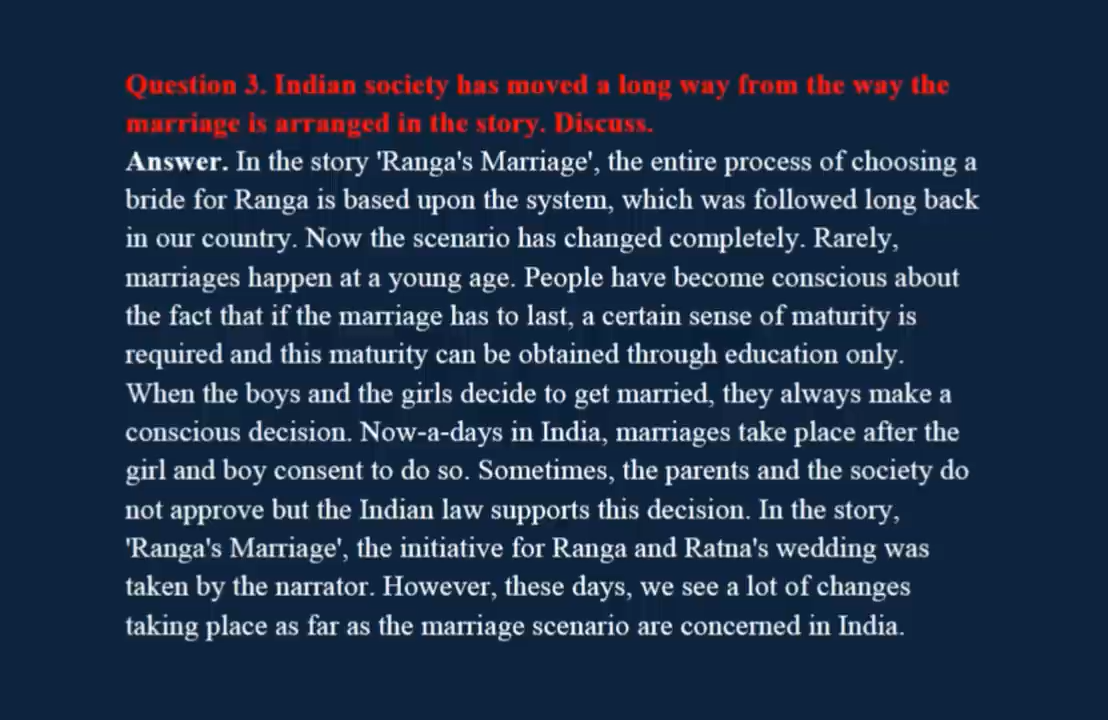 Question 3. Indian society has moved a long way from the way the
marriage is arranged in the story. Discuss.
Answer. In the story 'Ranga's Marriage', the entire process of choosing a
bride for Ranga is based upon the system, which was followed long back
in our country. Now the scenario has changed completely. Rarely,
marriages happen at a young age. People have become conscious about
the fact that if the marriage has to last, a certain sense of maturity is
required and this maturity can be obtained through education only.
When the boys and the girls decide to get married, they always make a
conscious decision. Now-a-days in India, marriages take place after the
girl and boy consent to do so. Sometimes, the parents and the society do
not approve but the Indian law supports this decision. In the story,
'Ranga's Marriage', the initiative for Ranga and Ratna's wedding was
taken by the narrator. However, these days, we see a lot of changes
taking place as far as the marriage scenario are concerned in India.